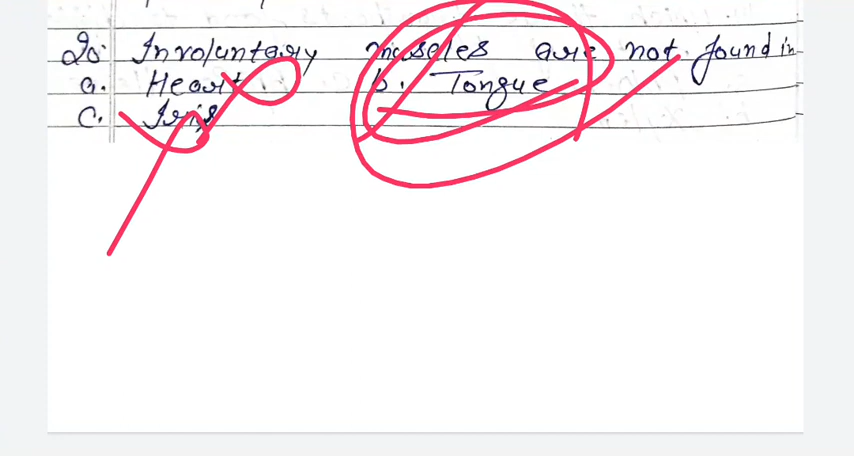 20. Involuntary muscles are not found in
a. Heart b. Tongue
c. Iris